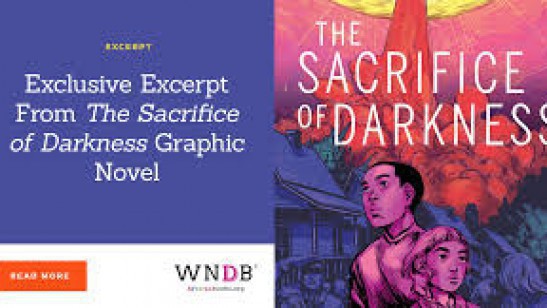 EXCERPT
Exclusive Excerpt
From The Sacrifice
of Darkness Graphic
Novel
READ MORE
WNDB®
THE
SACRIFICE
OF DARKNESS